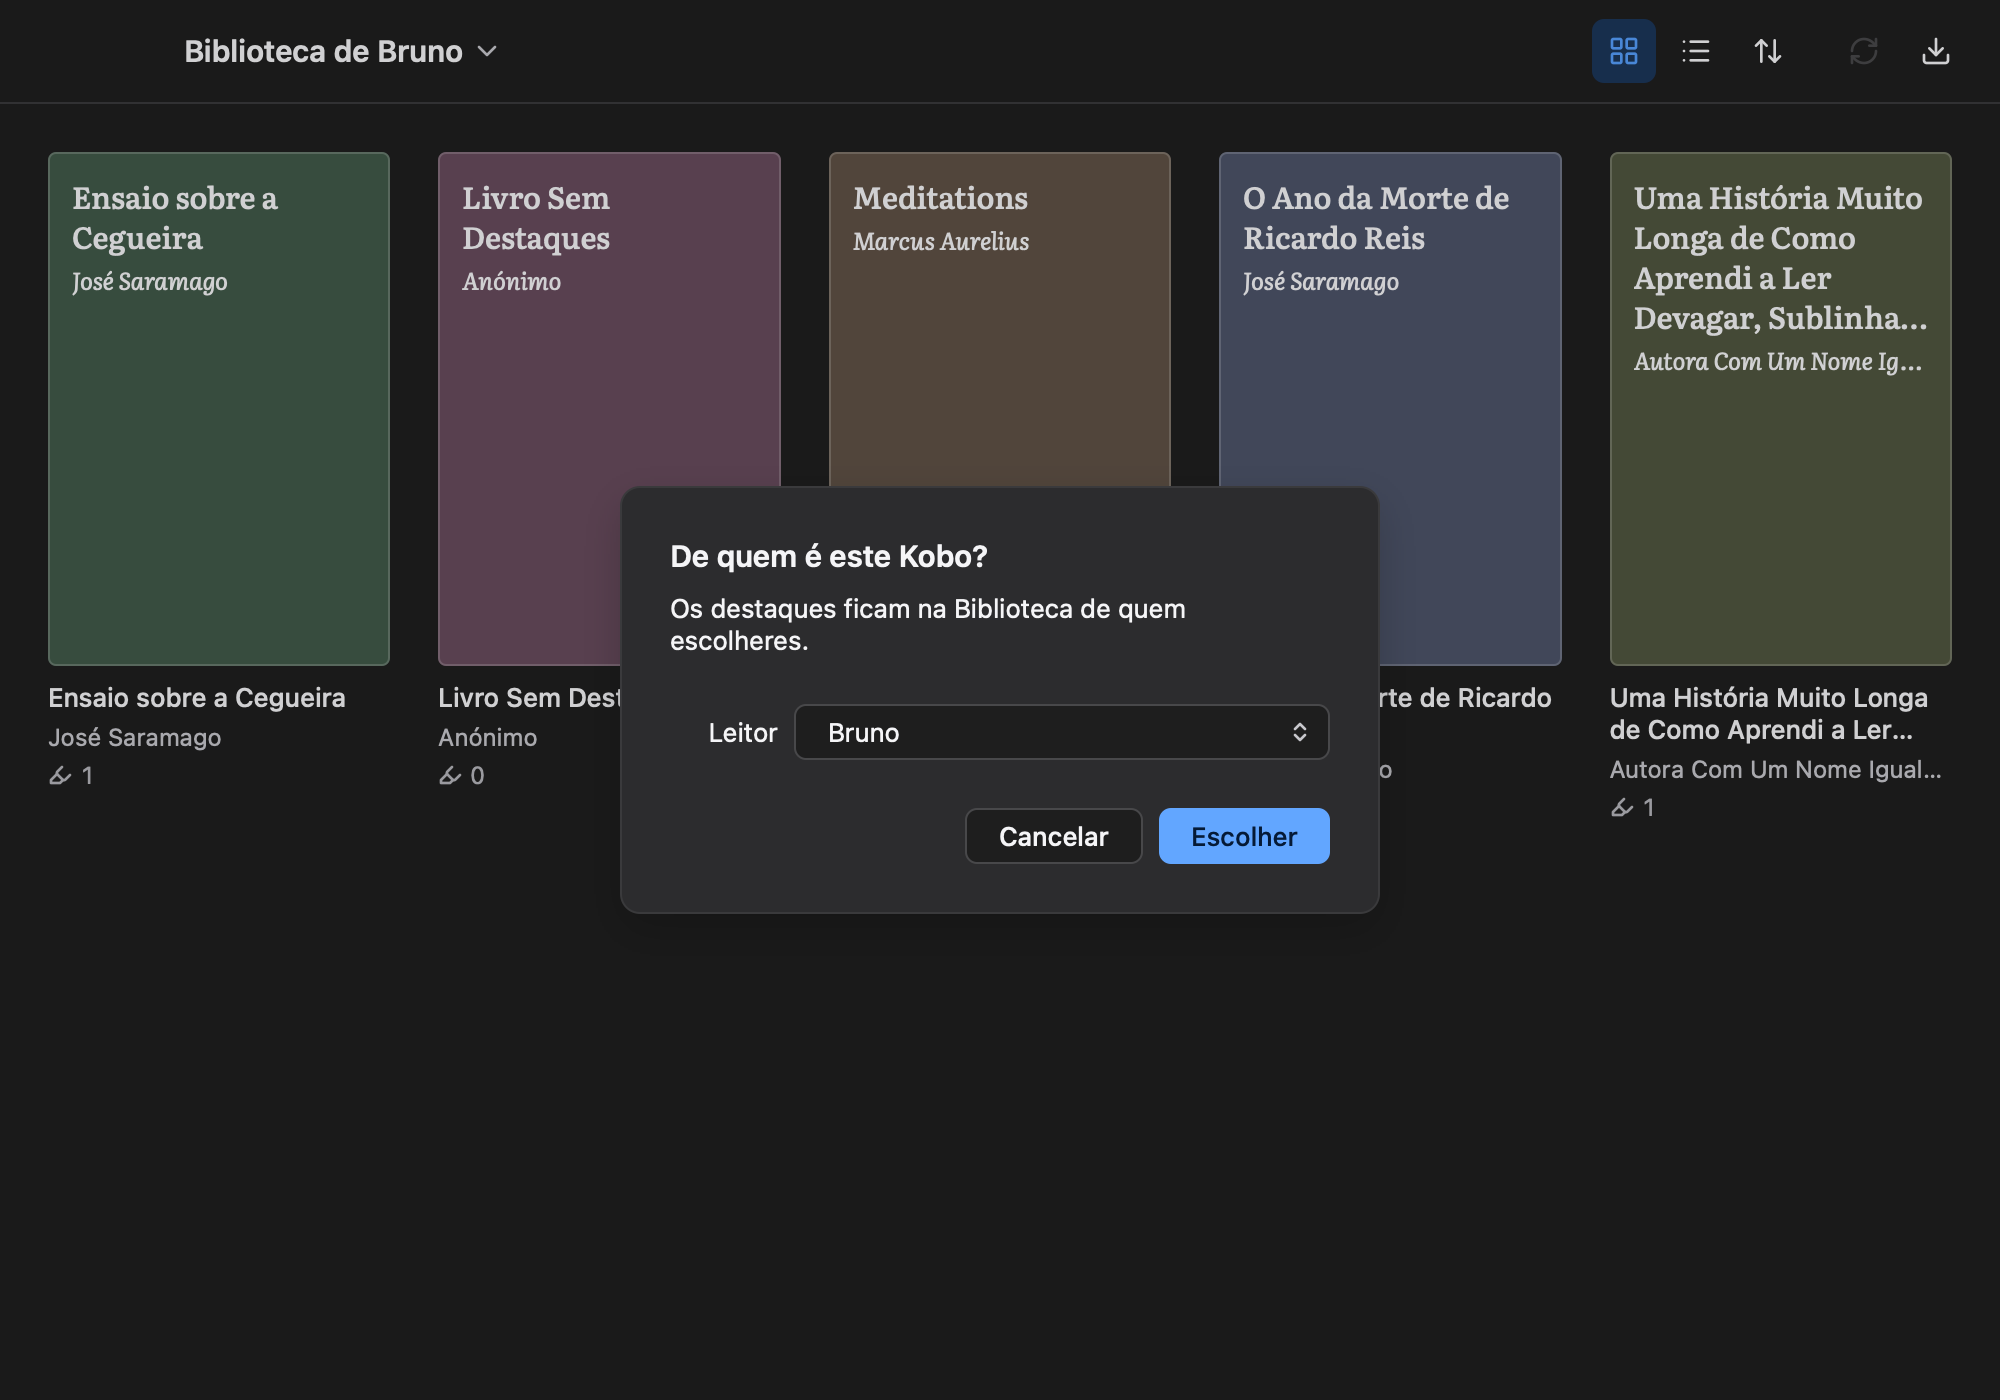 Biblioteca de Bruno
Ensaio sobre a
Cegueira
José Saramago
Livro Sem
Destaques
Anónimo
Meditations
Marcus Aurelius
O Ano da Morte de
Ricardo Reis
José Saramago
Uma História Muito
Longa de Como
Aprendi a Ler
Devagar, Sublinha...
Autora Com Um Nome Ig...
De quem é este Kobo?
Os destaques ficam na Biblioteca de quem
escolheres.
Leitor
Bruno
Cancelar
Escolher
Ensaio sobre a Cegueira
José Saramago
1
Livro Sem
Anónimo
0
de Ricardo
Uma História Muito Longa
de Como Aprendi a Ler...
Autora Com Um Nome Igual...
1